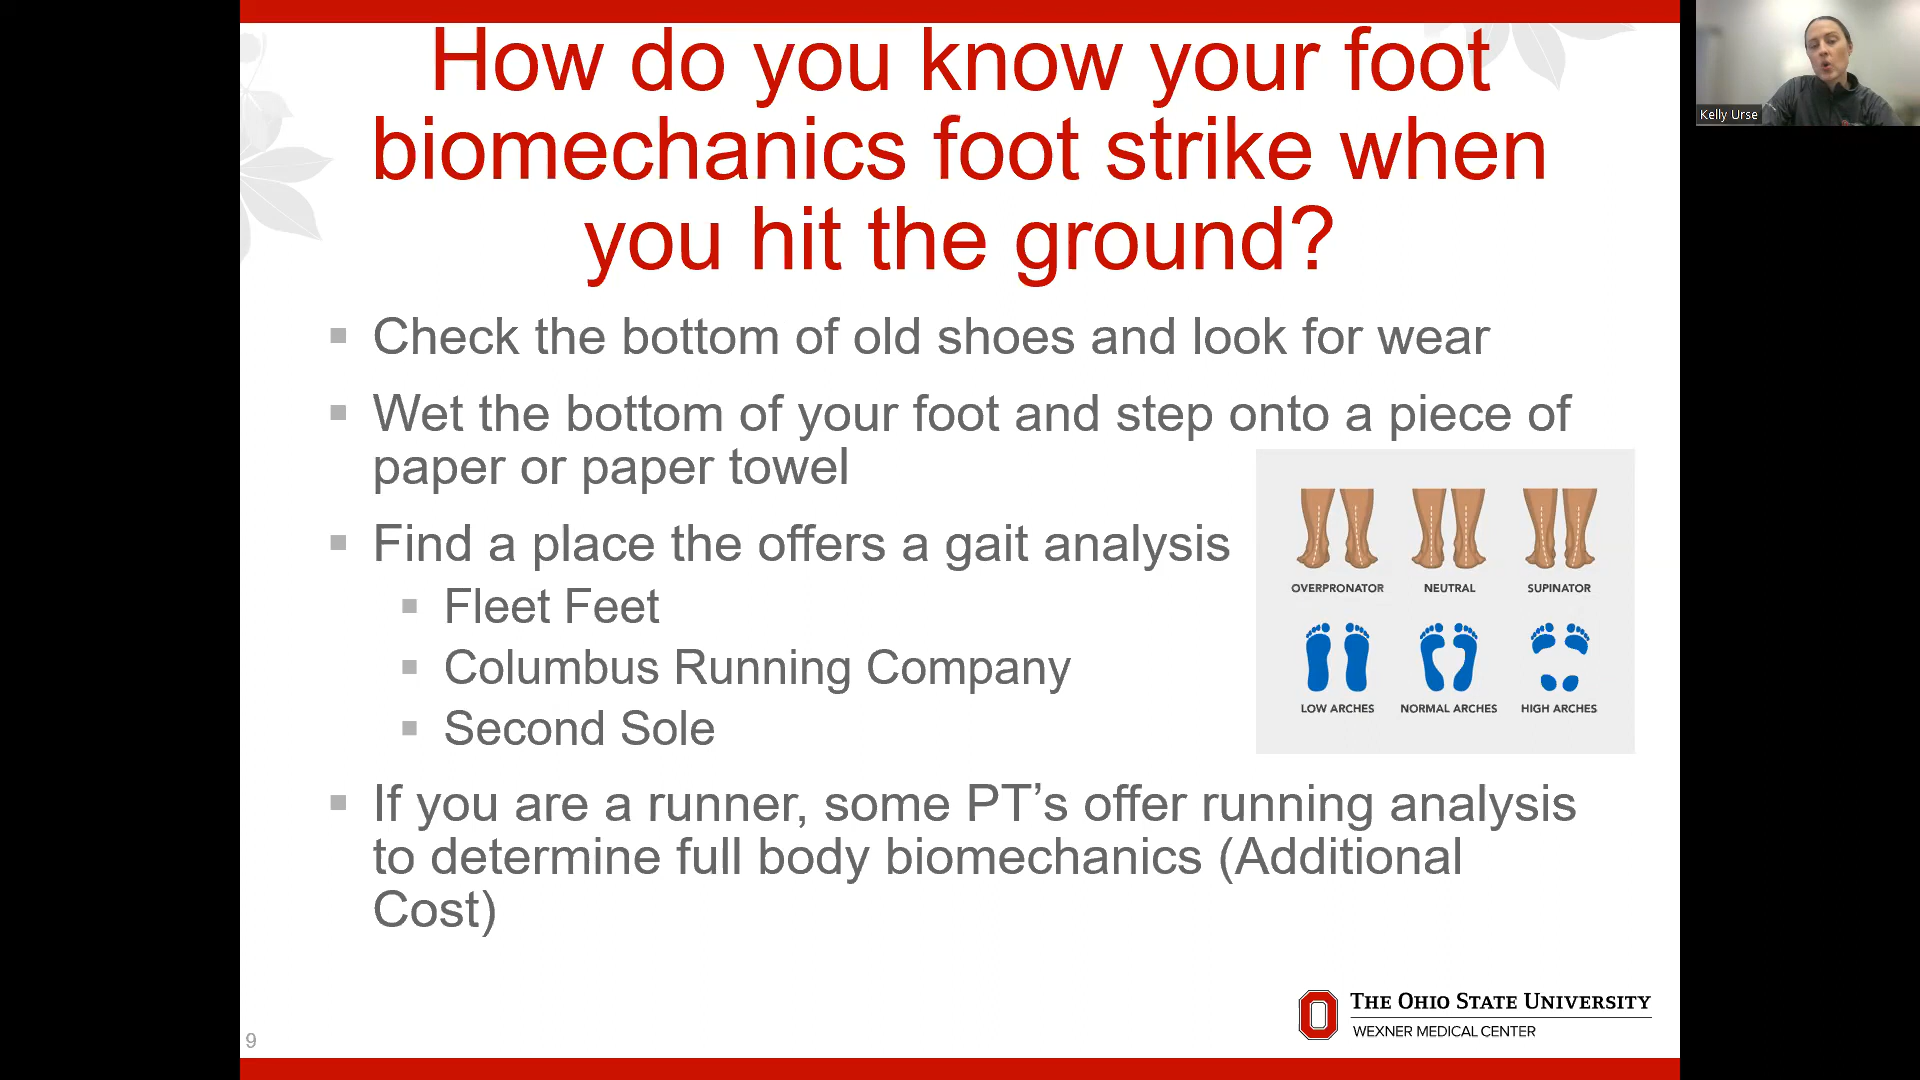 How do you know your foot
biomechanics foot strike when
you hit the ground?
Kelly Urse
Check the bottom of old shoes and look for wear
Wet the bottom of your foot and step onto a piece of
paper or paper towel
Find a place the offers a gait analysis
Fleet Feet
Columbus Running Company
Second Sole
OVERPRONATOR NEUTRAL SUPINATOR
LOW ARCHES NORMAL ARCHES HIGH ARCHES
If you are a runner, some PT’s offer running analysis
to determine full body biomechanics (Additional
Cost)
THE OHIO STATE UNIVERSITY
WEXNER MEDICAL CENTER
9